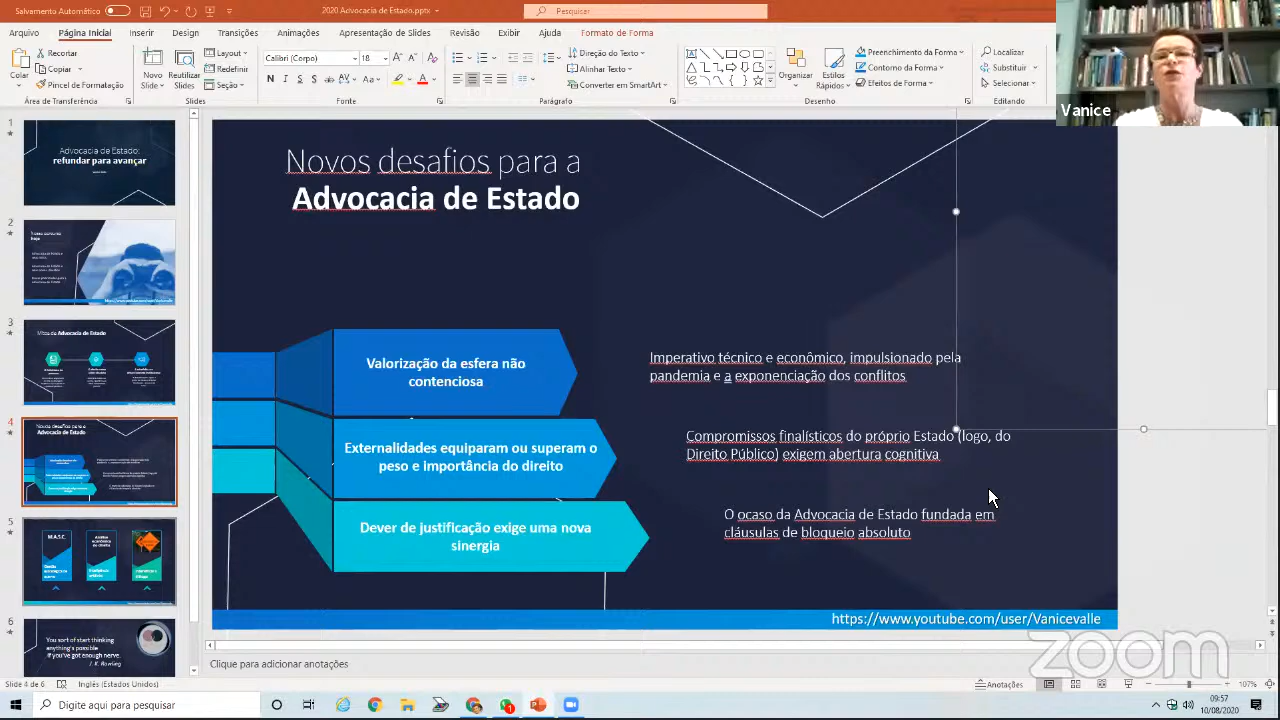 Salvamento Automático
2020 Advocacia de Estado.pptx
Pesquisar
Arquivo
Página Inicial
Inserir
Design
Transições
Animações
Apresentação de Slides
Revisão
Exibir
Ajuda
Formato de Forma
Colar
Recortar
Copiar
Pincel de Formatação
Área de Transferência
Novo Slide
Reutilizar Slides
Layout
Redefinir
Seção
Slides
Calibri (Corpo)
18
N
I
S
Fonte
Direção do Texto
Alinhar Texto
Converter em SmartArt
Parágrafo
Organizar
Estilos Rápidos
Preenchimento da Forma
Contorno da Forma
Efeitos de Forma
Desenho
Localizar
Substituir
Selecionar
Editando
Vanice
1
Advocacia de Estado:
refundar para avançar
2
3
Mitos da Advocacia de Estado
4
Novos desafios para a
Advocacia de Estado
5
M.A.S.C.
6
You sort of start thinking
anything's possible
if you've got enough nerve.
J. K. Rowling
Novos desafios para a
Advocacia de Estado
Valorização da esfera não
contenciosa
Imperativo técnico e econômico, impulsionado pela
pandemia e a exacerbação dos conflitos
Externalidades equiparam ou superam o
peso e importância do direito
Compromissos finalísticos do próprio Estado (logo, do
Direito Público) exigem abertura cognitiva.
Dever de justificação exige uma nova
sinergia
O ocaso da Advocacia de Estado fundada em
cláusulas de bloqueio absoluto
https://www.youtube.com/user/Vanicevalle
Clique para adicionar anotações
zoom
Slide 4 de 6
Inglês (Estados Unidos)
Anotações
107%
Digite aqui para pesquisar
09:57
10/08/2020